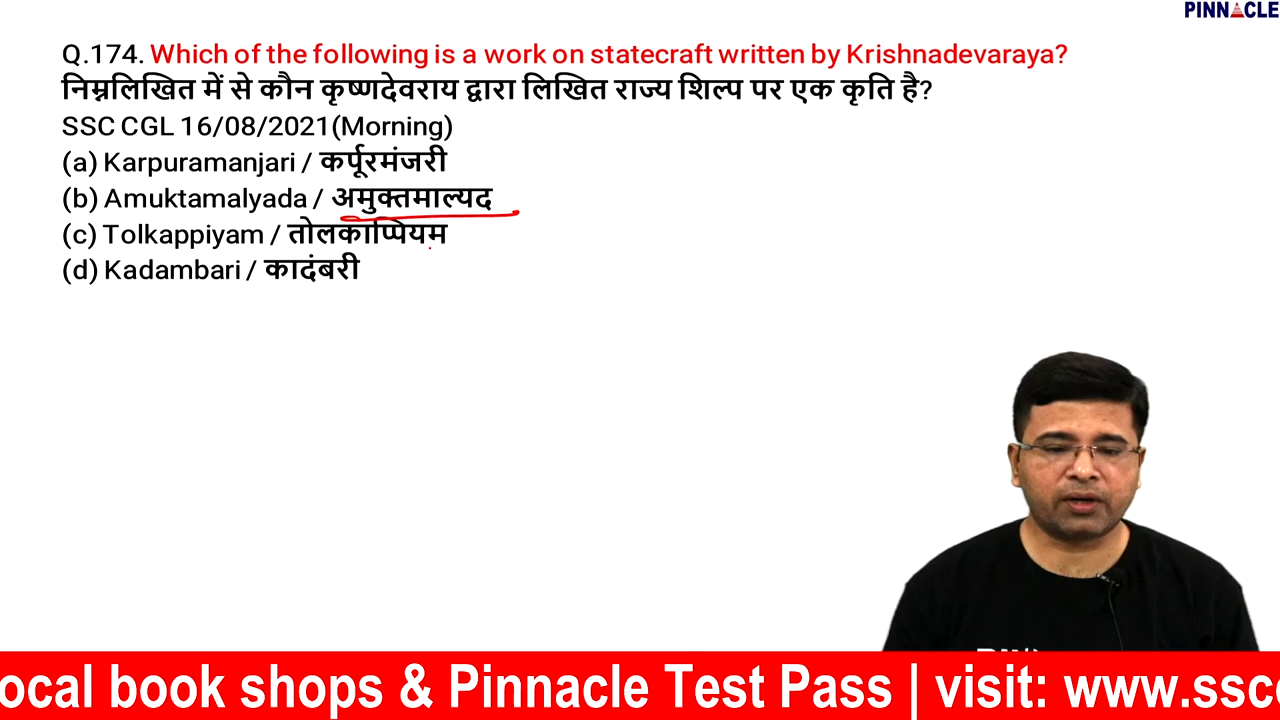 PINNACLE
Q.174. Which of the following is a work on statecraft written by Krishnadevaraya?
निम्नलिखित में से कौन कृष्णदेवराय द्वारा लिखित राज्य शिल्प पर एक कृति है?
SSC CGL 16/08/2021(Morning)
(a) Karpuramanjari / कर्पूरमंजरी
(b) Amuktamalyada / अमुक्तमाल्यद
(c) Tolkappiyam / तोलकाप्पियम
(d) Kadambari / कादंबरी
ocal book shops & Pinnacle Test Pass | visit: www.ssc